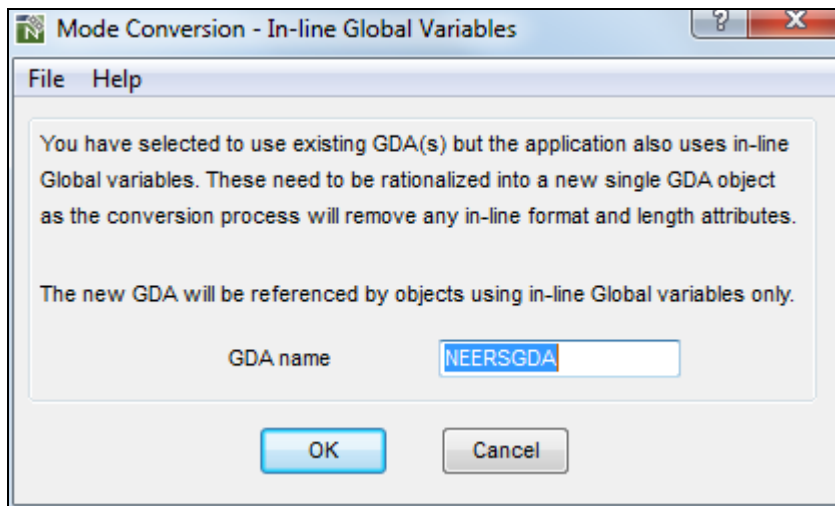 Mode Conversion - In-line Global Variables
? X
File Help
You have selected to use existing GDA(s) but the application also uses in-line
Global variables. These need to be rationalized into a new single GDA object
as the conversion process will remove any in-line format and length attributes.
The new GDA will be referenced by objects using in-line Global variables only.
GDA name NEERSGDA
OK Cancel